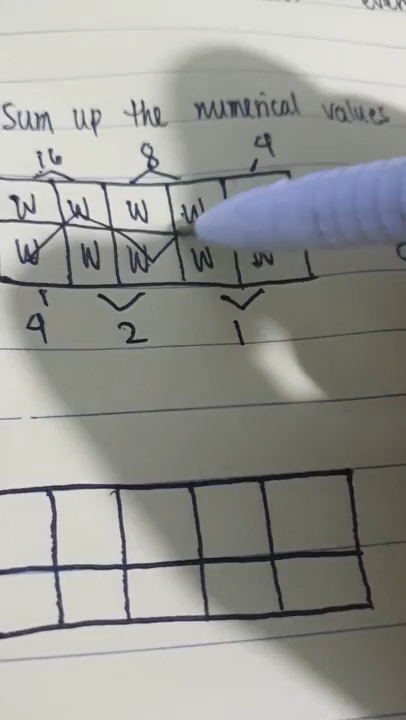 Sum up the numerical values
16 8 4
W W W W
W W W W W
4 2 1